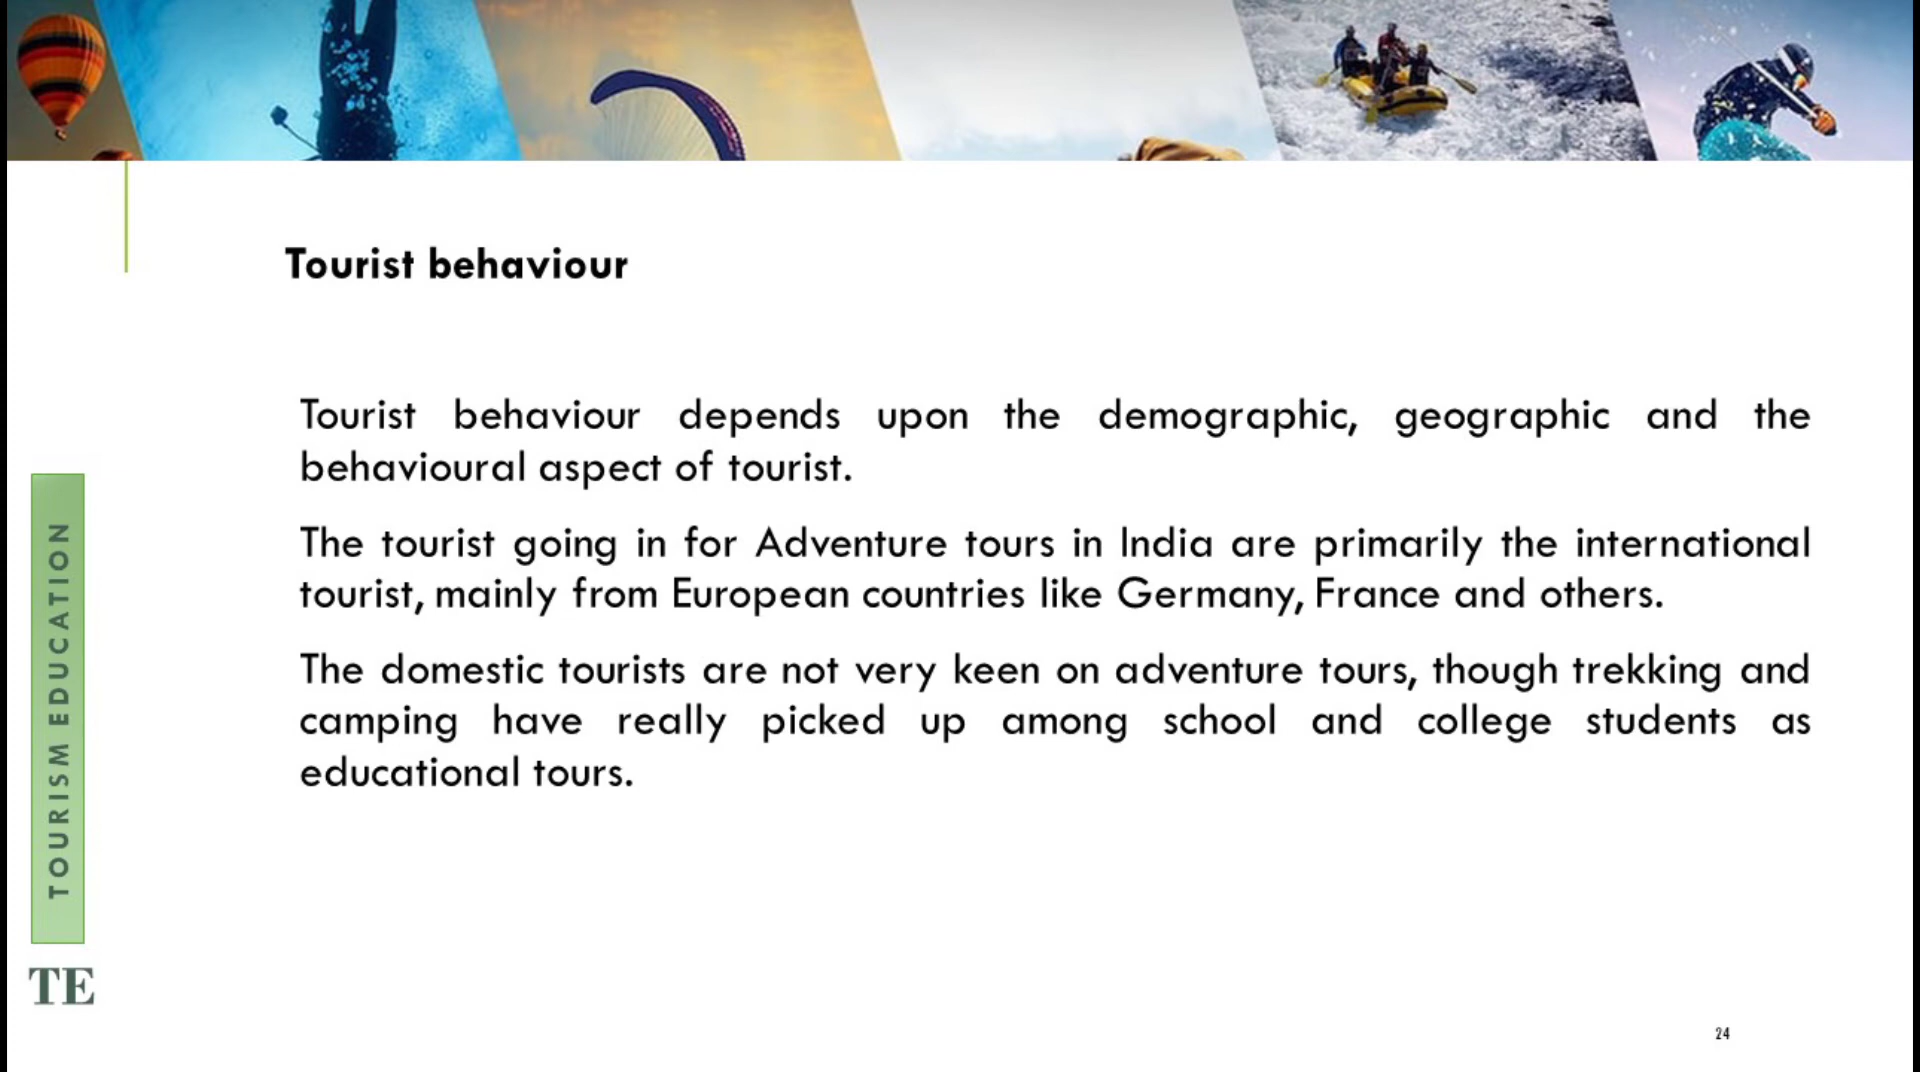 Tourist behaviour
Tourist behaviour depends upon the demographic, geographic and the
behavioural aspect of tourist.
The tourist going in for Adventure tours in India are primarily the international
tourist, mainly from European countries like Germany, France and others.
The domestic tourists are not very keen on adventure tours, though trekking and
camping have really picked up among school and college students as
educational tours.
TOURISM EDUCATION
TE
24